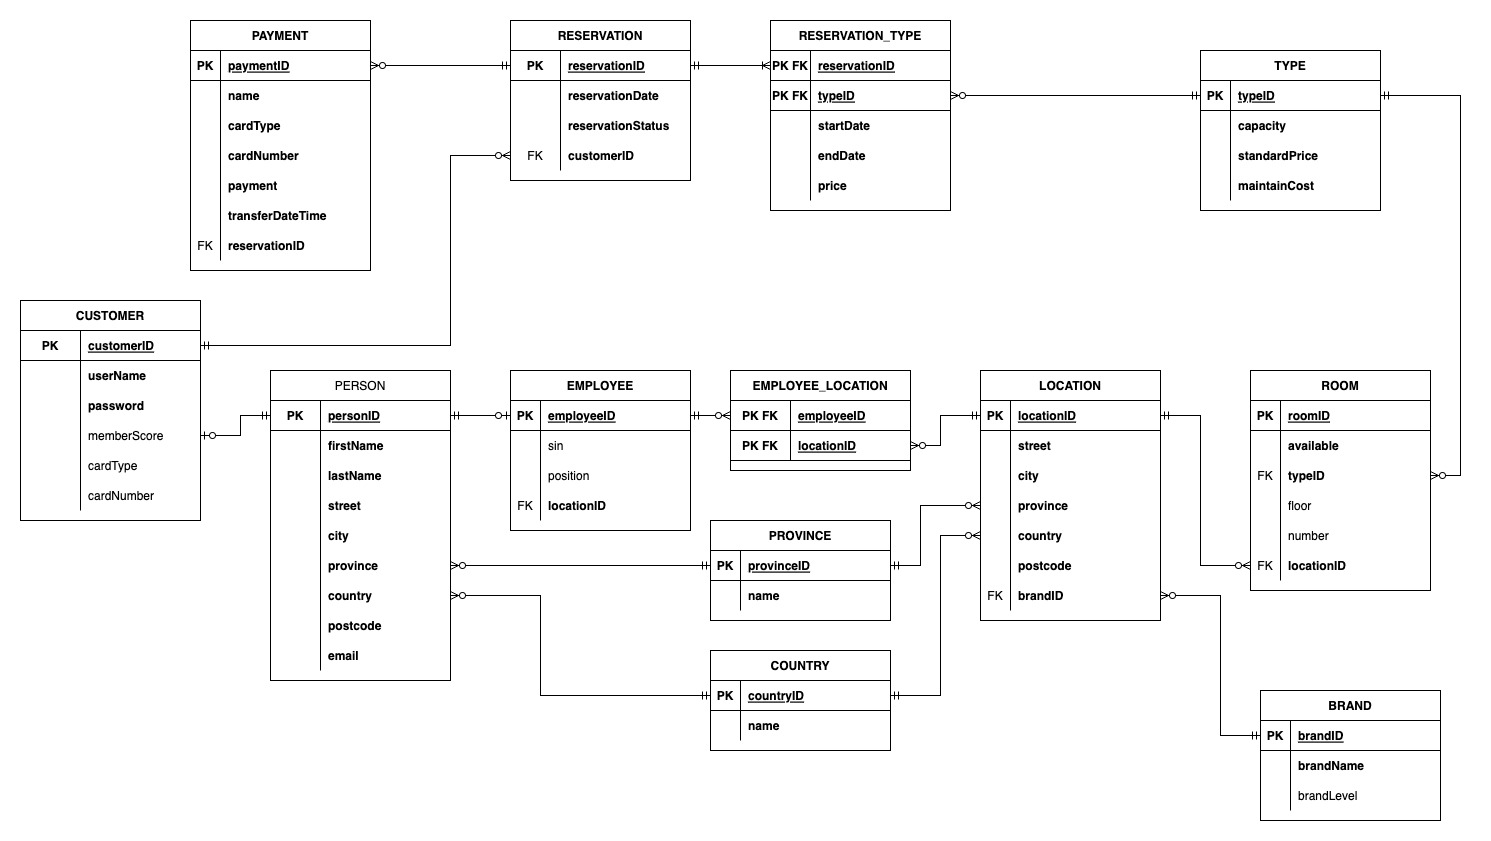 PAYMENT
PK paymentID
name
cardType
cardNumber
payment
transferDateTime
FK reservationID
RESERVATION
PK reservationID
reservationDate
reservationStatus
FK customerID
RESERVATION_TYPE
PK FK reservationID
PK FK typeID
startDate
endDate
price
TYPE
PK typeID
capacity
standardPrice
maintainCost
CUSTOMER
PK customerID
userName
password
memberScore
cardType
cardNumber
PERSON
PK personID
firstName
lastName
street
city
province
country
postcode
email
EMPLOYEE
PK employeeID
sin
position
FK locationID
EMPLOYEE_LOCATION
PK FK employeeID
PK FK locationID
PROVINCE
PK provinceID
name
COUNTRY
PK countryID
name
LOCATION
PK locationID
street
city
province
country
postcode
FK brandID
ROOM
PK roomID
available
FK typeID
floor
number
FK locationID
BRAND
PK brandID
brandName
brandLevel